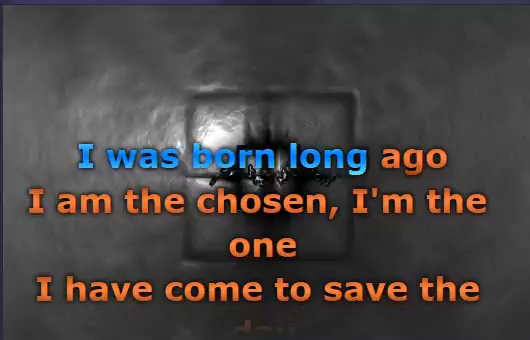 I was born long ago
I am the chosen, I'm the
one
I have come to save the